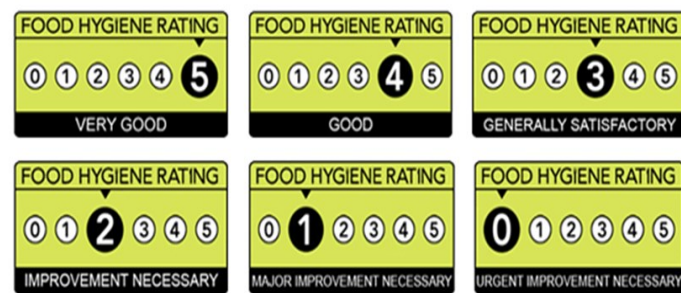 FOOD HYGIENE RATING
0 1 2 3 4 5
VERY GOOD
FOOD HYGIENE RATING
0 1 2 3 4 5
GOOD
FOOD HYGIENE RATING
0 1 2 3 4 5
GENERALLY SATISFACTORY
FOOD HYGIENE RATING
0 1 2 3 4 5
IMPROVEMENT NECESSARY
FOOD HYGIENE RATING
0 1 2 3 4 5
MAJOR IMPROVEMENT NECESSARY
FOOD HYGIENE RATING
0 1 2 3 4 5
URGENT IMPROVEMENT NECESSARY